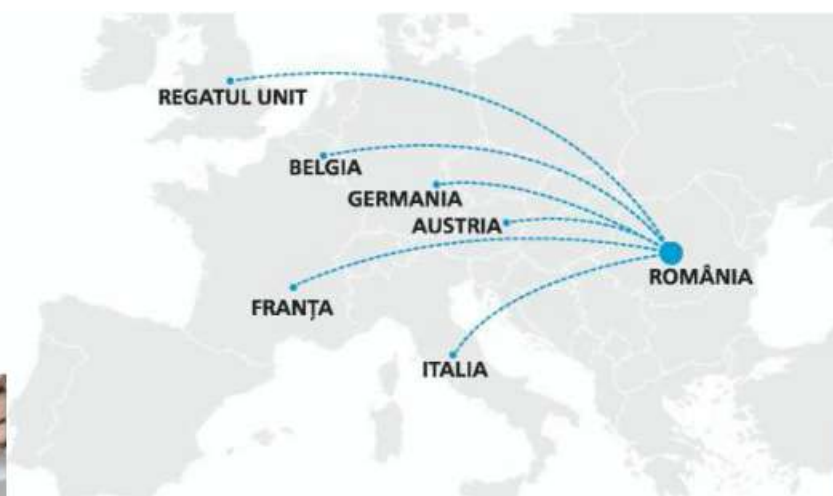 REGATUL UNIT
BELGIA
GERMANIA
AUSTRIA
ROMÂNIA
FRANȚA
ITALIA